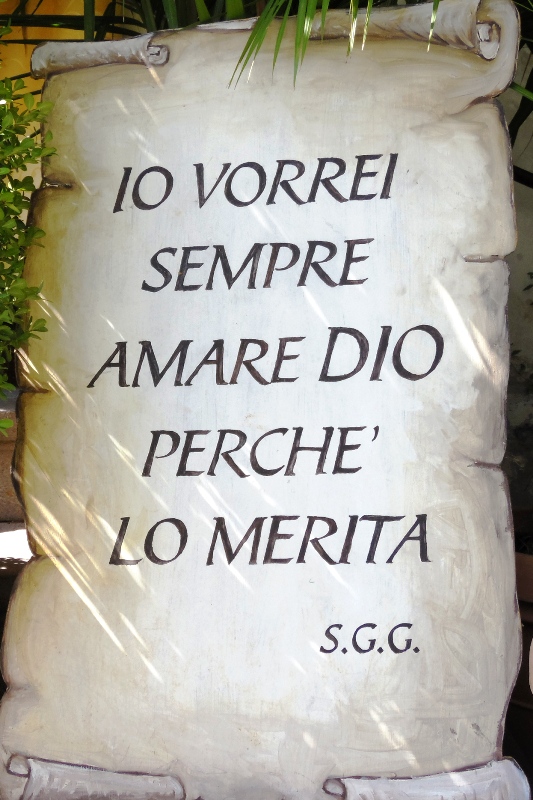 IO VORREI
SEMPRE
AMARE DIO
PERCHE'
LO MERITA
S.G.G.